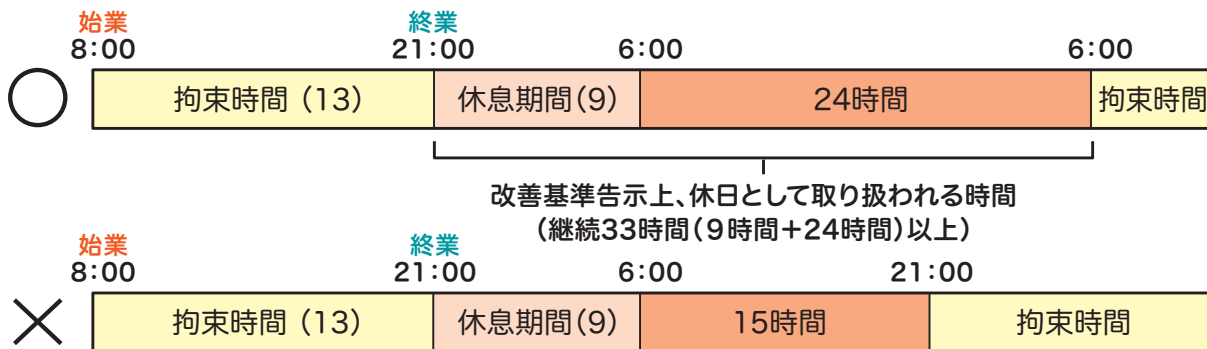 始業 終業
8:00 21:00 6:00 6:00
拘束時間（13） 休息期間（9） 24時間 拘束時間
改善基準告示上、休日として取り扱われる時間
（継続33時間（9時間＋24時間）以上）
始業 終業
8:00 21:00 6:00 21:00
拘束時間（13） 休息期間（9） 15時間 拘束時間